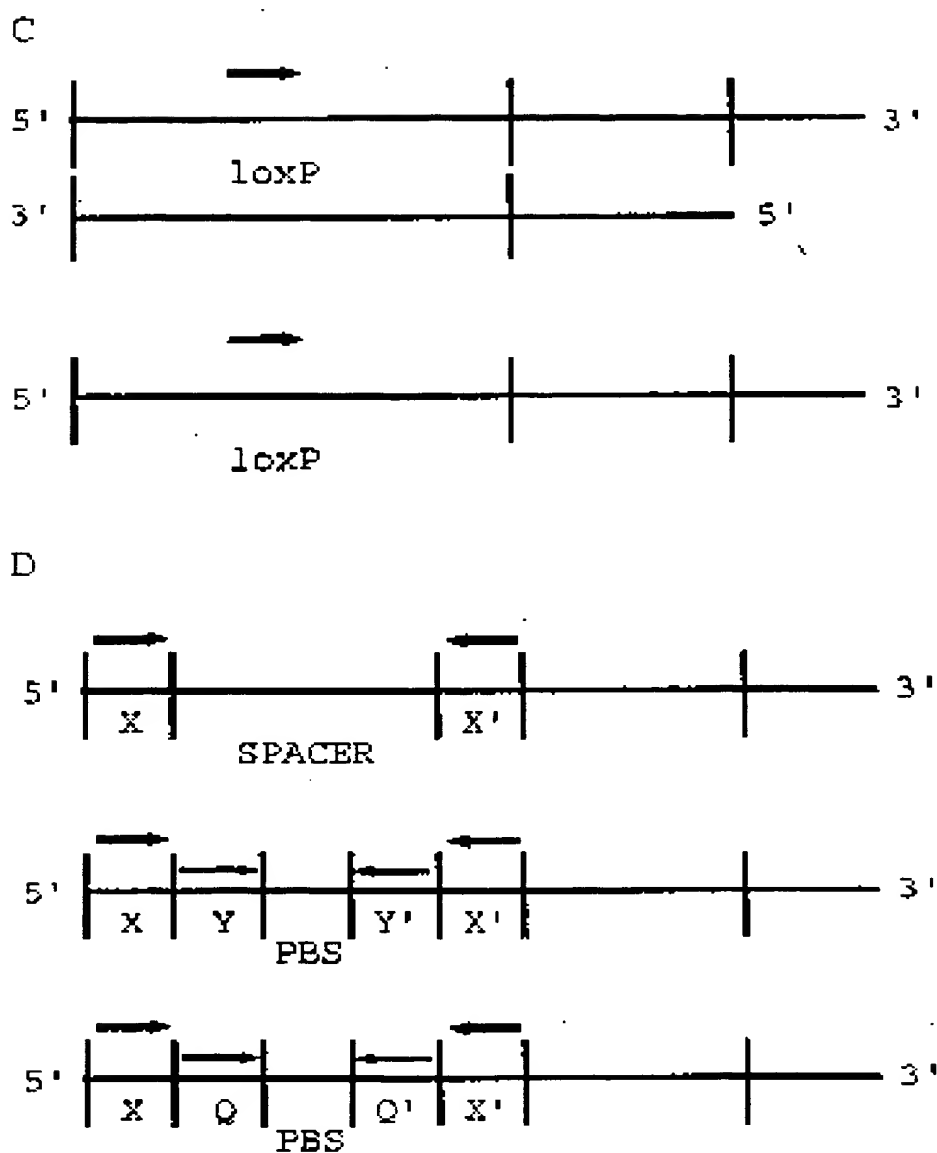 C
5' 3'
loxP
3' 5'
5' 3'
loxP
D
5' 3'
X X'
SPACER
5' 3'
X Y Y' X'
PBS
5' 3'
X Q Q' X'
PBS